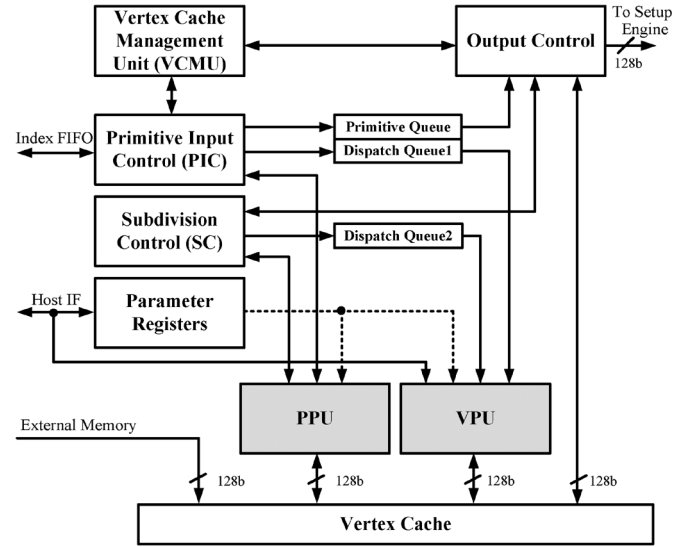 Vertex Cache
Management
Unit (VCMU)
Output Control
To Setup
Engine
128b
Index FIFO
Primitive Input
Control (PIC)
Primitive Queue
Dispatch Queue1
Subdivision
Control (SC)
Dispatch Queue2
Host IF
Parameter
Registers
PPU
VPU
External Memory
128b
128b
128b
128b
Vertex Cache